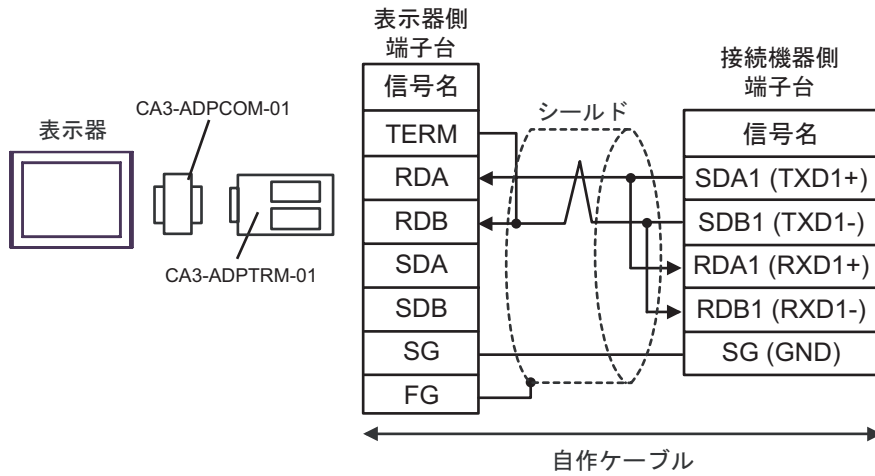 表示器
CA3-ADPCOM-01
CA3-ADPTRM-01
表示器側
端子台
信号名
TERM
RDA
RDB
SDA
SDB
SG
FG
シールド
接続機器側
端子台
信号名
SDA1 (TXD1+)
SDB1 (TXD1-)
RDA1 (RXD1+)
RDB1 (RXD1-)
SG (GND)
自作ケーブル